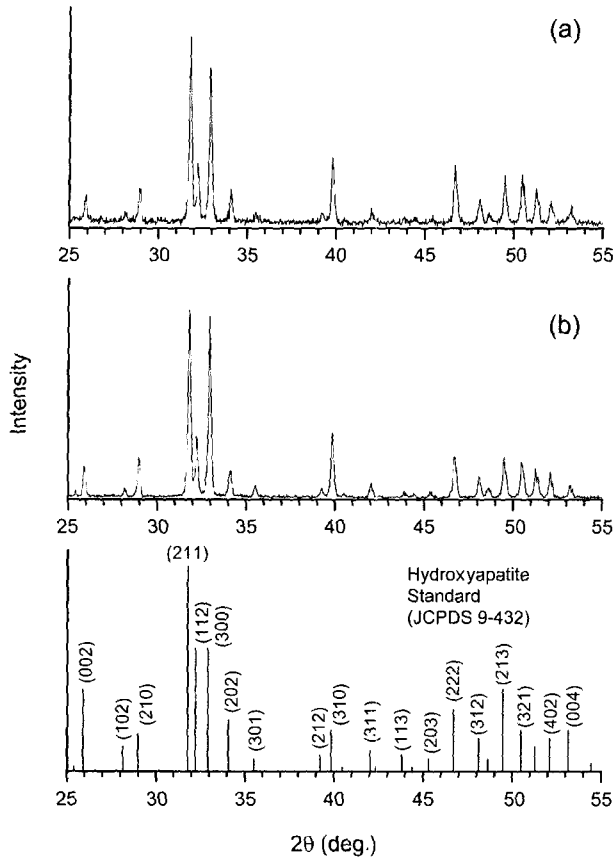 (a)
25 30 35 40 45 50 55
(b)
Intensity
25 30 35 40 45 50 55
(211)
Hydroxyapatite
Standard
(JCPDS 9-432)
(002)
(102)
(210)
(112)
(300)
(202)
(301)
(212)
(310)
(311)
(113)
(203)
(222)
(312)
(213)
(321)
(402)
(004)
25 30 35 40 45 50 55
2θ (deg.)